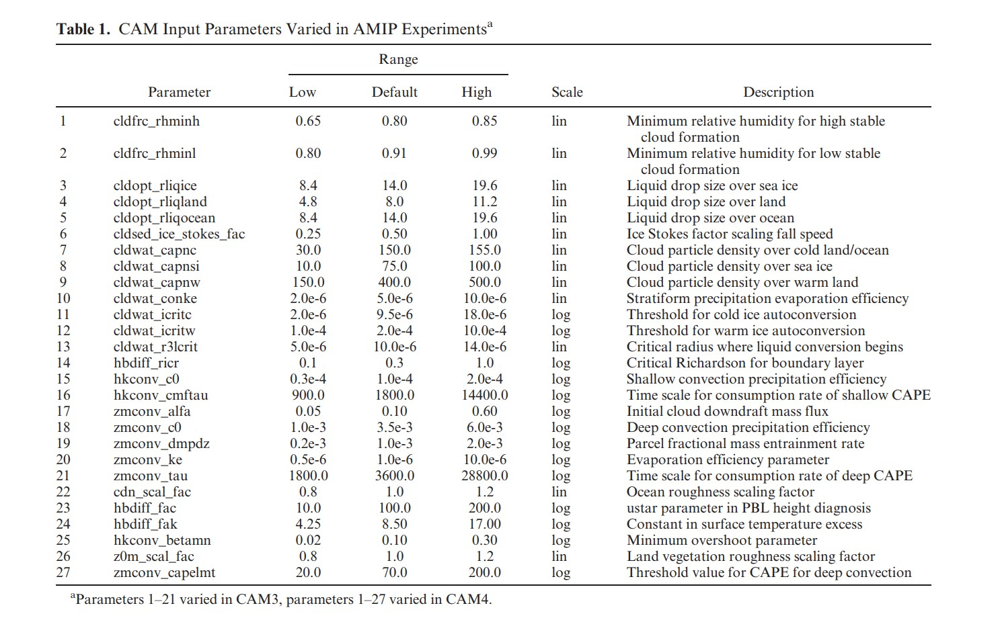 Table 1. CAM Input Parameters Varied in AMIP Experimentsa
Range
Parameter Low Default High Scale Description
1 cldfrc_rhminh 0.65 0.80 0.85 lin Minimum relative humidity for high stable
cloud formation
2 cldfrc_rhminl 0.80 0.91 0.99 lin Minimum relative humidity for low stable
cloud formation
3 cldopt_rliqice 8.4 14.0 19.6 lin Liquid drop size over sea ice
4 cldopt_rliqland 4.8 8.0 11.2 lin Liquid drop size over land
5 cldopt_rliqocean 8.4 14.0 19.6 lin Liquid drop size over ocean
6 cldsed_ice_stokes_fac 0.25 0.50 1.00 lin Ice Stokes factor scaling fall speed
7 cldwat_capnc 30.0 150.0 155.0 lin Cloud particle density over cold land/ocean
8 cldwat_capnsi 10.0 75.0 100.0 lin Cloud particle density over sea ice
9 cldwat_capnw 150.0 400.0 500.0 lin Cloud particle density over warm land
10 cldwat_conke 2.0e-6 5.0e-6 10.0e-6 lin Stratiform precipitation evaporation efficiency
11 cldwat_icritc 2.0e-6 9.5e-6 18.0e-6 log Threshold for cold ice autoconversion
12 cldwat_icritw 1.0e-4 2.0e-4 10.0e-4 log Threshold for warm ice autoconversion
13 cldwat_r3lcrit 5.0e-6 10.0e-6 14.0e-6 lin Critical radius where liquid conversion begins
14 hbdiff_ricr 0.1 0.3 1.0 log Critical Richardson for boundary layer
15 hkconv_c0 0.3e-4 1.0e-4 2.0e-4 log Shallow convection precipitation efficiency
16 hkconv_cmftau 900.0 1800.0 14400.0 log Time scale for consumption rate of shallow CAPE
17 zmconv_alfa 0.05 0.10 0.60 log Initial cloud downdraft mass flux
18 zmconv_c0 1.0e-3 3.5e-3 6.0e-3 log Deep convection precipitation efficiency
19 zmconv_dmpdz 0.2e-3 1.0e-3 2.0e-3 log Parcel fractional mass entrainment rate
20 zmconv_ke 0.5e-6 1.0e-6 10.0e-6 log Evaporation efficiency parameter
21 zmconv_tau 1800.0 3600.0 28800.0 log Time scale for consumption rate of deep CAPE
22 cdn_scal_fac 0.8 1.0 1.2 lin Ocean roughness scaling factor
23 hbdiff_fac 10.0 100.0 200.0 log ustar parameter in PBL height diagnosis
24 hbdiff_fak 4.25 8.50 17.00 log Constant in surface temperature excess
25 hkconv_betamn 0.02 0.10 0.30 log Minimum overshoot parameter
26 z0m_scal_fac 0.8 1.0 1.2 lin Land vegetation roughness scaling factor
27 zmconv_capelmt 20.0 70.0 200.0 log Threshold value for CAPE for deep convection
aParameters 1–21 varied in CAM3, parameters 1–27 varied in CAM4.